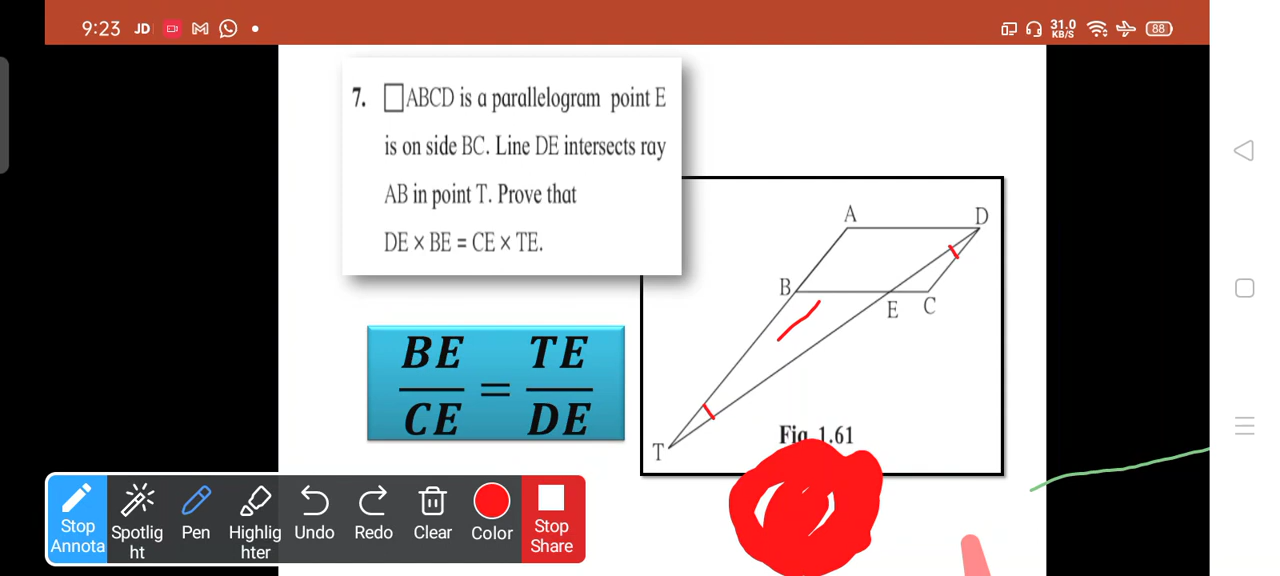 9:23 JD
31.0
KB/S
88
7. □ABCD is a parallelogram point E
is on side BC. Line DE intersects ray
AB in point T. Prove that
DE × BE = CE × TE.
A
D
B
E
C
T
Fig 1.61
BE TE
=
CE DE
Stop
Annota
Spotlig
ht
Pen
Highlig
hter
Undo
Redo
Clear
Color
Stop
Share